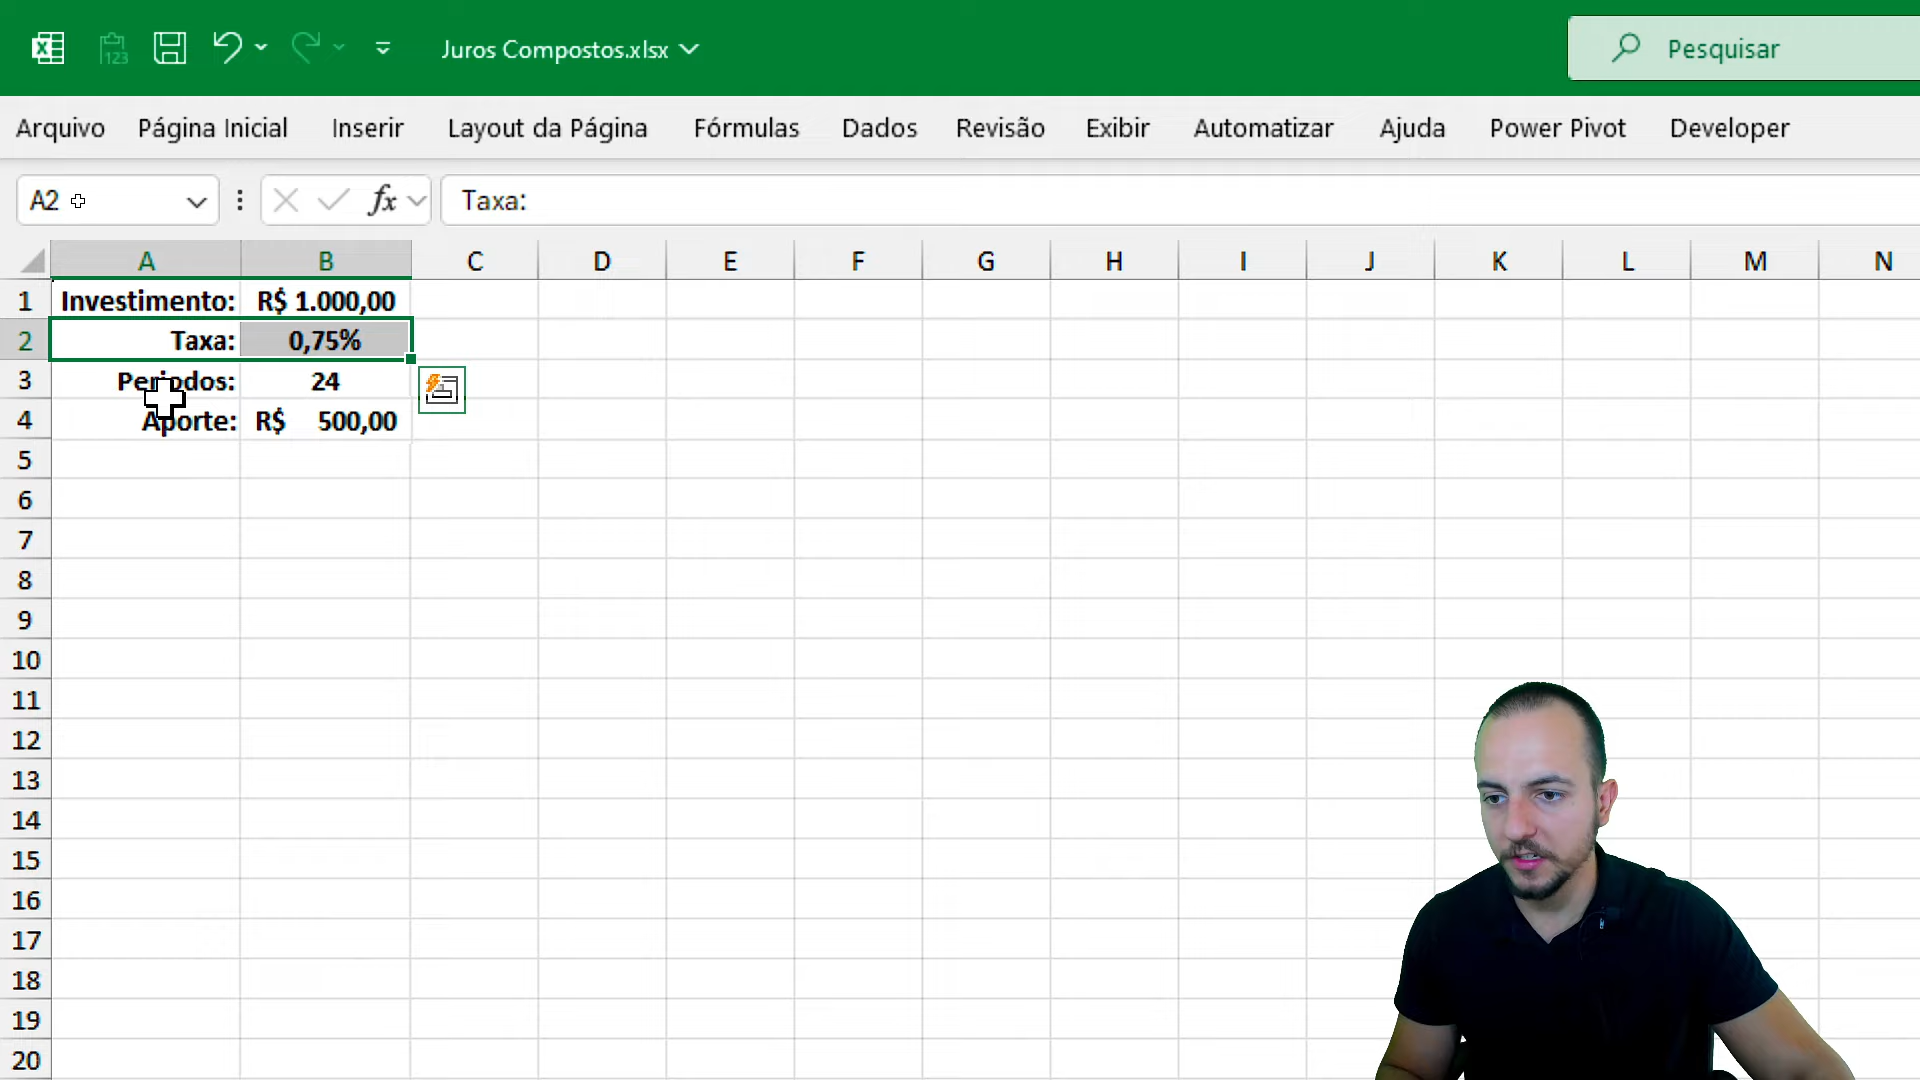 Juros Compostos.xlsx
Pesquisar
Arquivo Página Inicial Inserir Layout da Página Fórmulas Dados Revisão Exibir Automatizar Ajuda Power Pivot Developer
A2 fx Taxa:
A B C D E F G H I J K L M N
1 Investimento: R$ 1.000,00
2 Taxa: 0,75%
3 Periodos: 24
4 Aporte: R$ 500,00
5
6
7
8
9
10
11
12
13
14
15
16
17
18
19
20